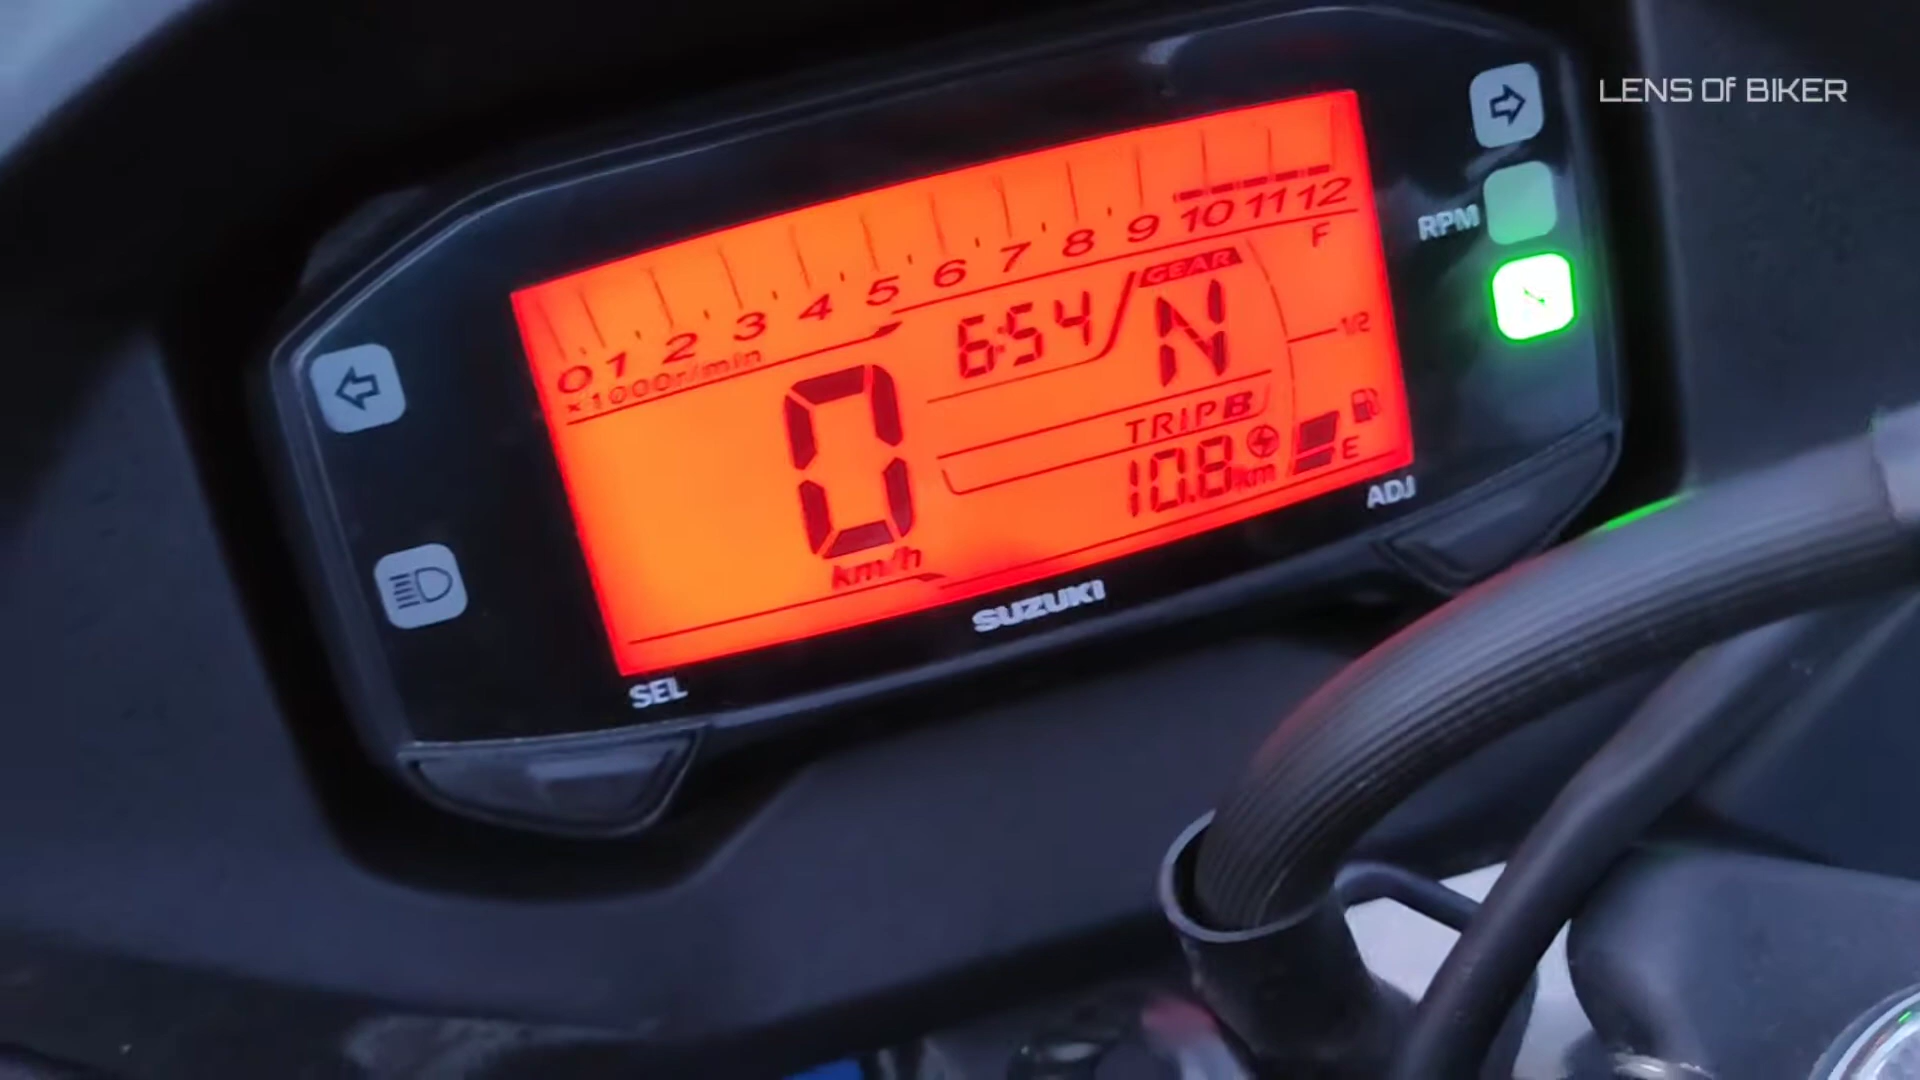 LENS Of BIKER
0 1 2 3 4 5 6 7 8 9 10 11 12
x1000r/min
RPM
F
GEAR
6:54
N
1/2
0
km/h
TRIP B
10.8 km
E
ADJ
SUZUKI
SEL